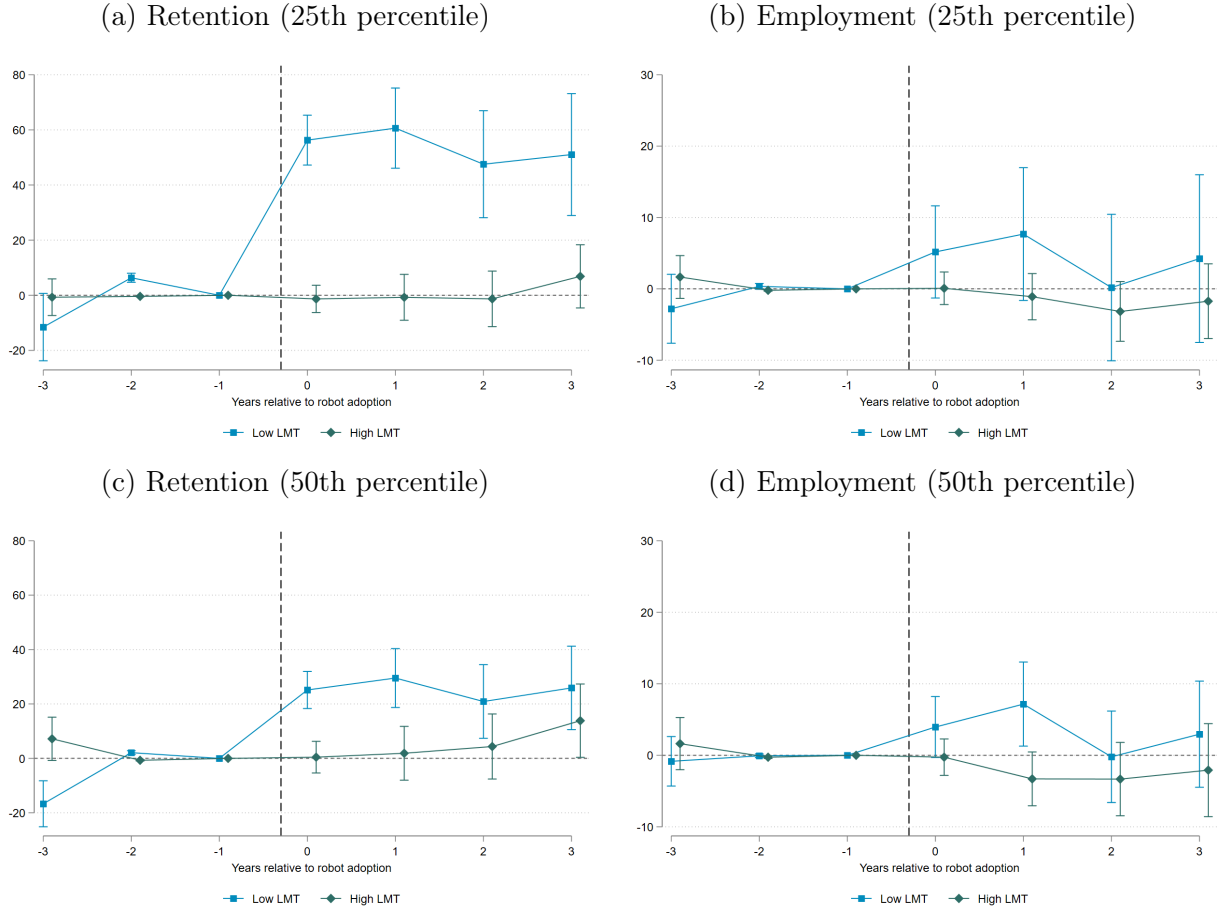 (a) Retention (25th percentile)
80
60
40
20
0
-20
-3 -2 -1 0 1 2 3
Years relative to robot adoption
Low LMT High LMT
(b) Employment (25th percentile)
30
20
10
0
-10
-3 -2 -1 0 1 2 3
Years relative to robot adoption
Low LMT High LMT
(c) Retention (50th percentile)
80
60
40
20
0
-20
-3 -2 -1 0 1 2 3
Years relative to robot adoption
Low LMT High LMT
(d) Employment (50th percentile)
30
20
10
0
-10
-3 -2 -1 0 1 2 3
Years relative to robot adoption
Low LMT High LMT